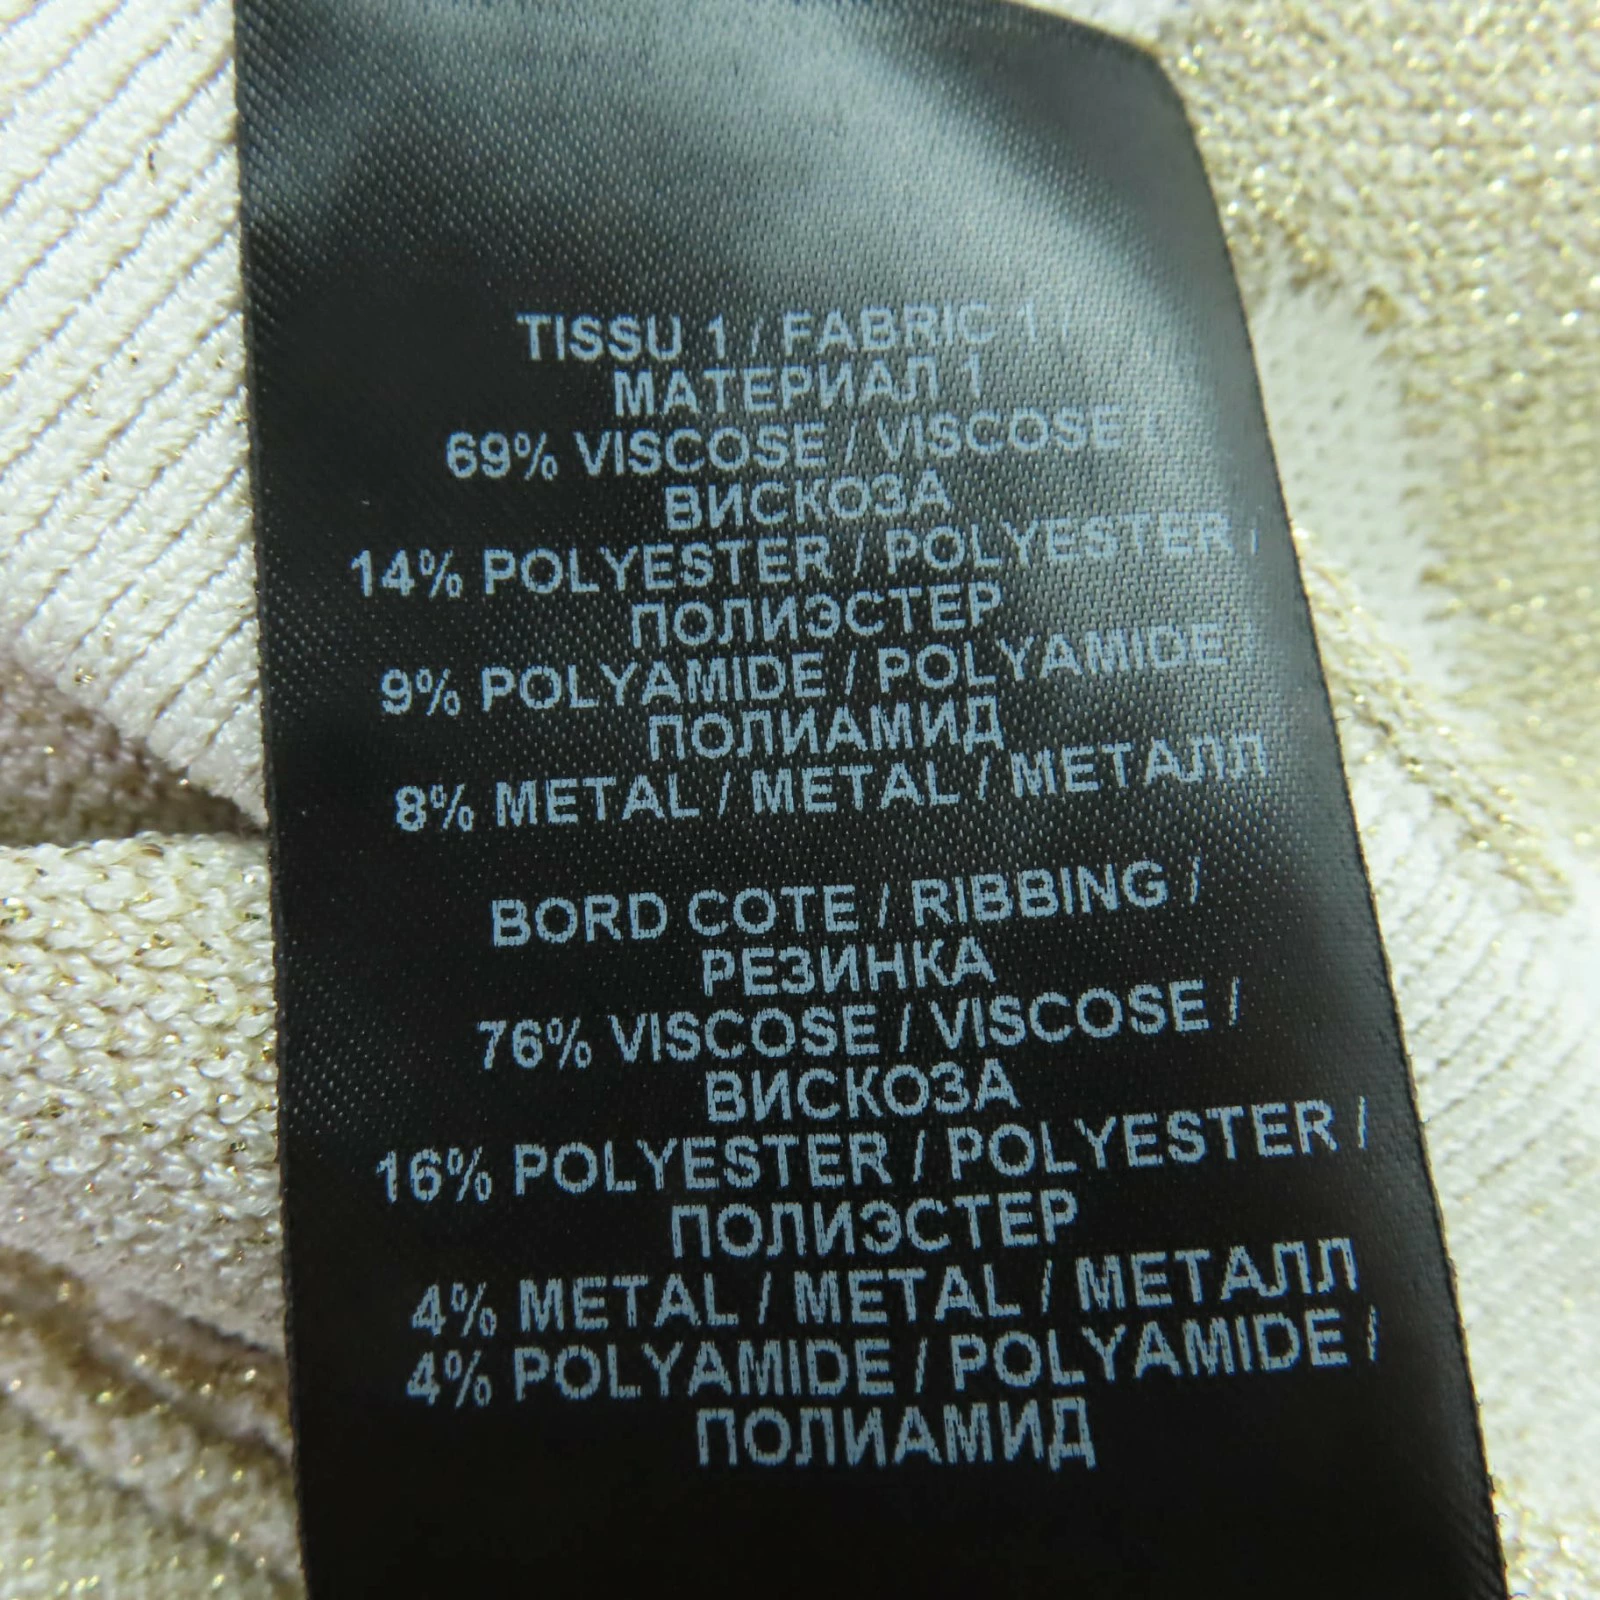 TISSU 1 / FABRIC 1 /
МАТЕРИАЛ 1
69% VISCOSE / VISCOSE /
ВИСКОЗА
14% POLYESTER / POLYESTER /
ПОЛИЭСТЕР
9% POLYAMIDE / POLYAMIDE /
ПОЛИАМИД
8% METAL / METAL / МЕТАЛЛ
BORD COTE / RIBBING /
РЕЗИНКА
76% VISCOSE / VISCOSE /
ВИСКОЗА
16% POLYESTER / POLYESTER /
ПОЛИЭСТЕР
4% METAL / METAL / МЕТАЛЛ
4% POLYAMIDE / POLYAMIDE /
ПОЛИАМИД